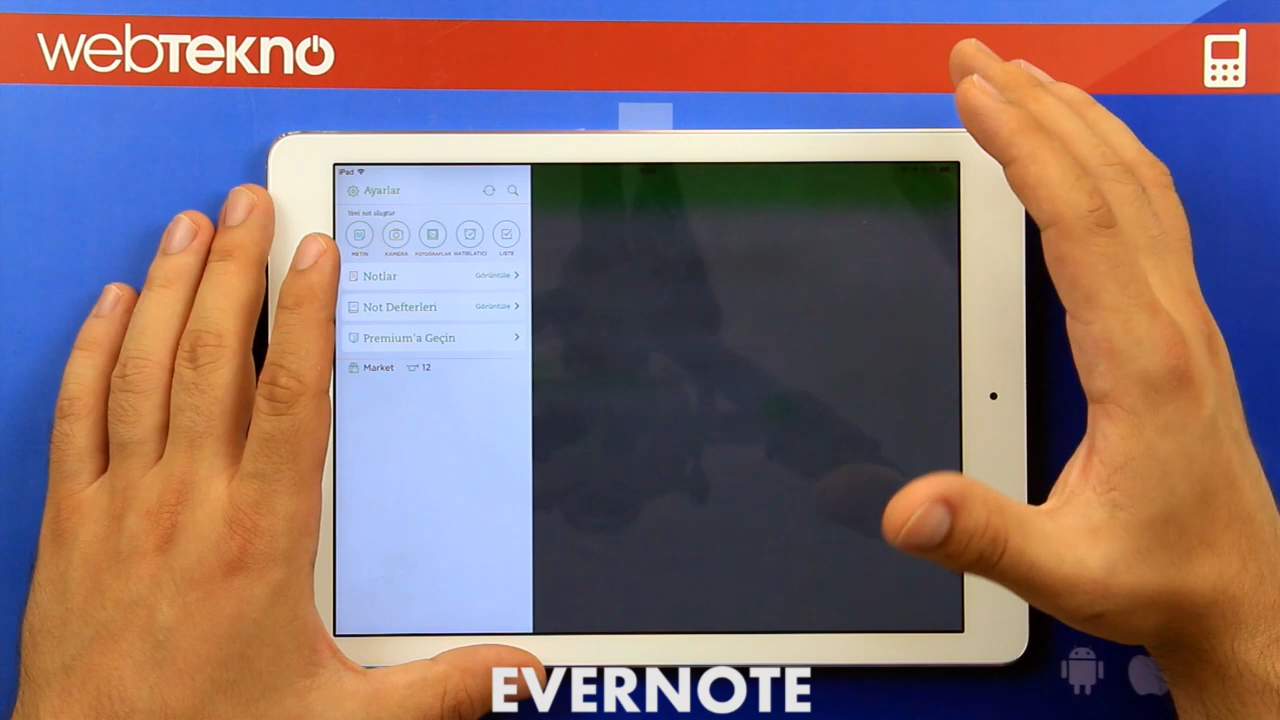 webTEKNO
iPad
Ayarlar
Yeni not oluştur
METİN KAMERA FOTOĞRAFLAR HATIRLATICI LİSTE
Notlar Görüntüle
Not Defterleri Görüntüle
Premium'a Geçin
Market 12
EVERNOTE